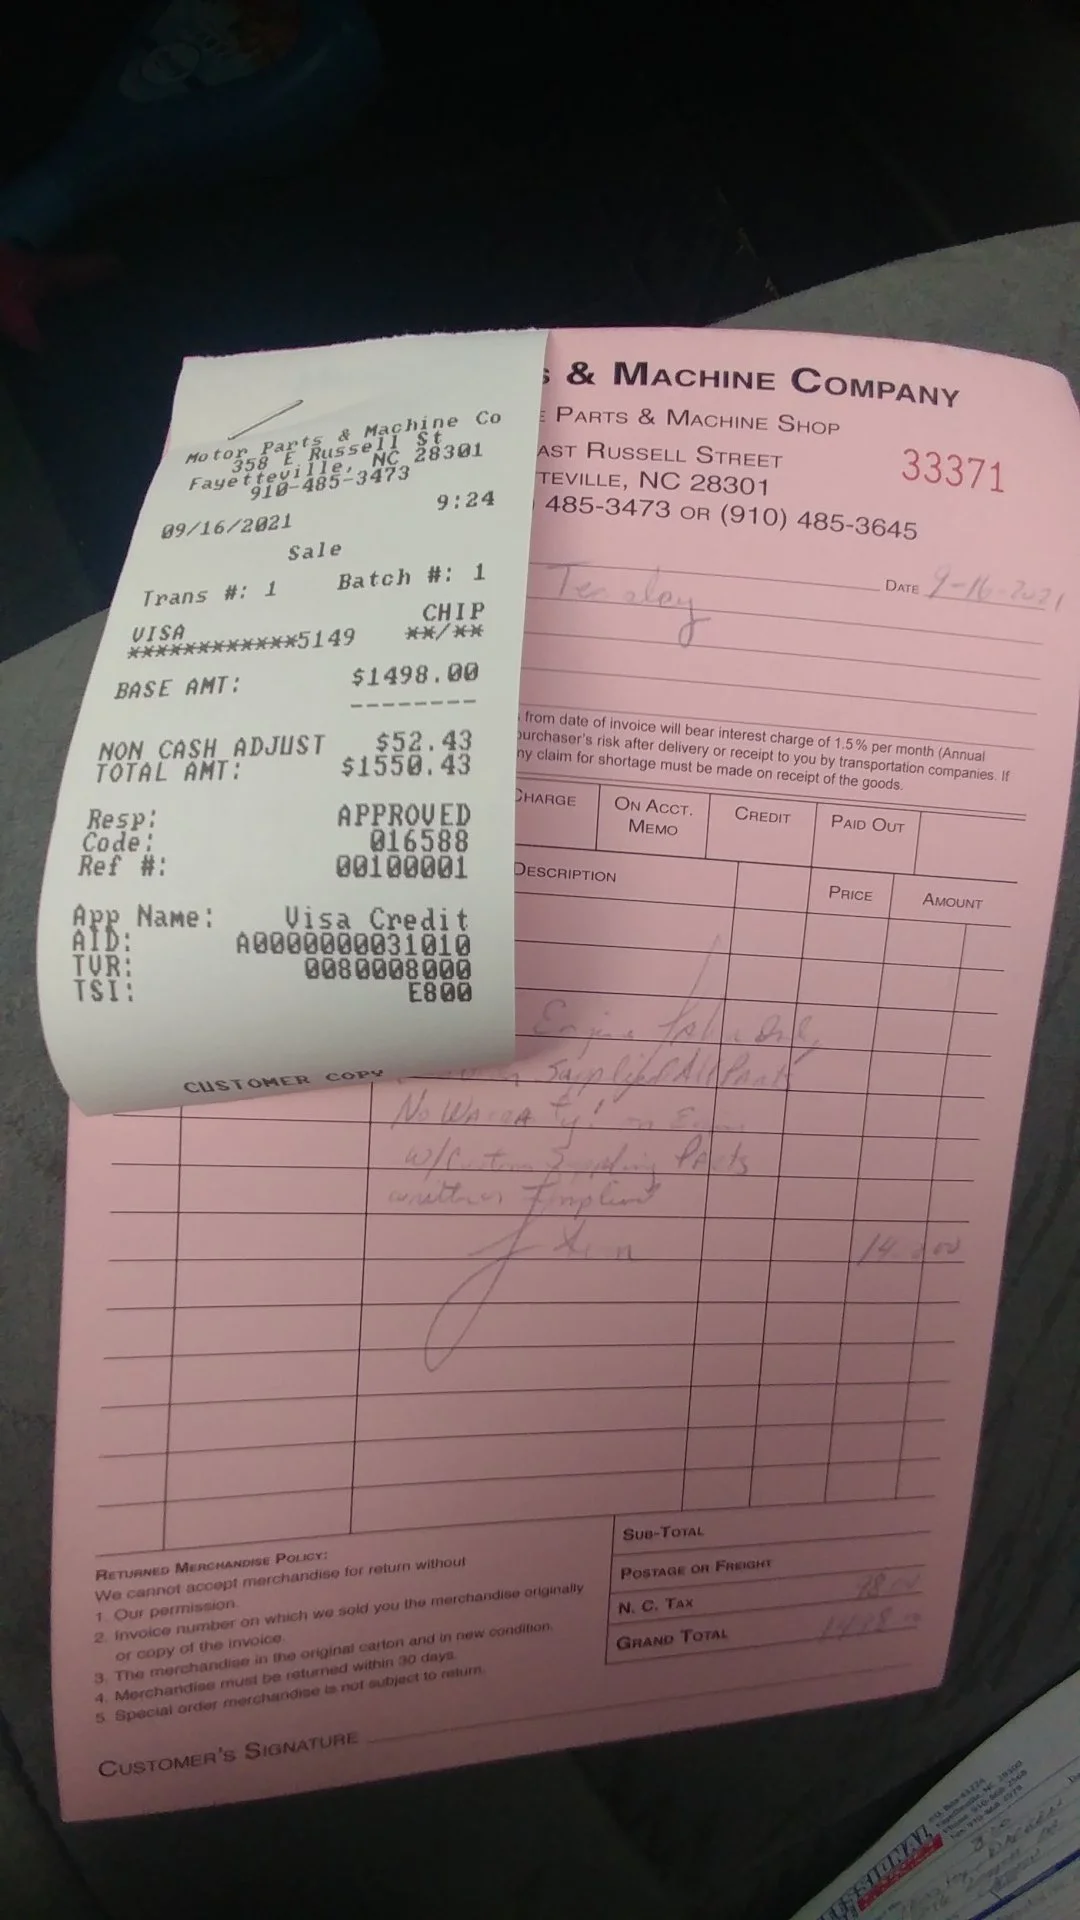 Motor Parts & Machine Co
358 E Russell St
Fayetteville, NC 28301
910-485-3473
09/16/2021 9:24
Sale
Trans #: 1 Batch #: 1
VISA CHIP
************5149 **/**
BASE AMT: $1498.00
--------
NON CASH ADJUST $52.43
TOTAL AMT: $1550.43
Resp: APPROVED
Code: 016588
Ref #: 00100001
App Name: Visa Credit
AID: A0000000031010
TVR: 0080008000
TSI: E800
CUSTOMER COPY
& MACHINE COMPANY
PARTS & MACHINE SHOP
AST RUSSELL STREET
TEVILLE, NC 28301
33371
485-3473 OR (910) 485-3645
DATE 9-16-2021
from date of invoice will bear interest charge of 1.5% per month (Annual
urchaser's risk after delivery or receipt to you by transportation companies. If
ny claim for shortage must be made on receipt of the goods.
CHARGE ON ACCT. MEMO CREDIT PAID OUT
DESCRIPTION PRICE AMOUNT
Engine
Supplied All Parts
No Warranty! on
w/ Parts
SUB-TOTAL
POSTAGE OR FREIGHT
N. C. TAX 98.00
GRAND TOTAL 1498.00
RETURNED MERCHANDISE POLICY:
We cannot accept merchandise for return without
1. Our permission.
2. Invoice number on which we sold you the merchandise originally
or copy of the invoice.
3. The merchandise in the original carton and in new condition.
4. Merchandise must be returned within 30 days.
5. Special order merchandise is not subject to return.
CUSTOMER'S SIGNATURE